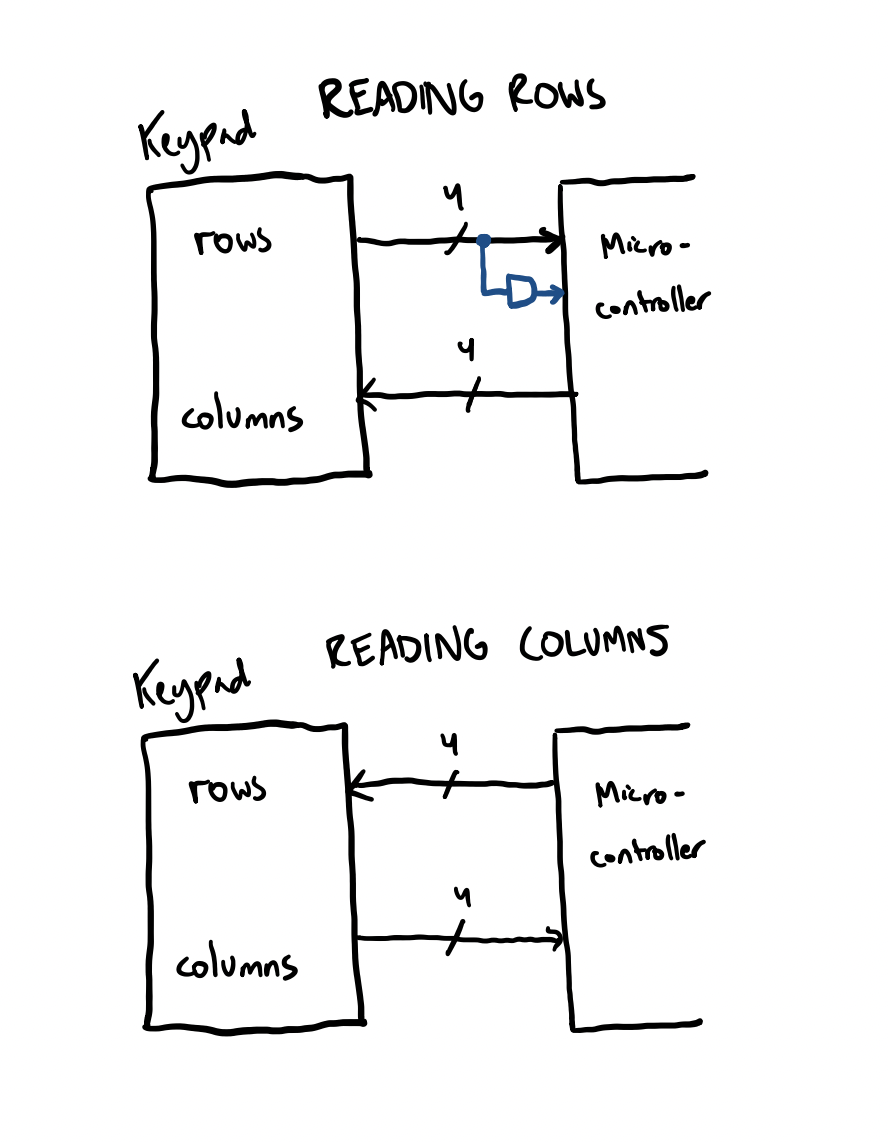 READING ROWS
Keypad
rows
4
Micro-
controller
4
columns
READING COLUMNS
Keypad
rows
4
Micro-
controller
4
columns